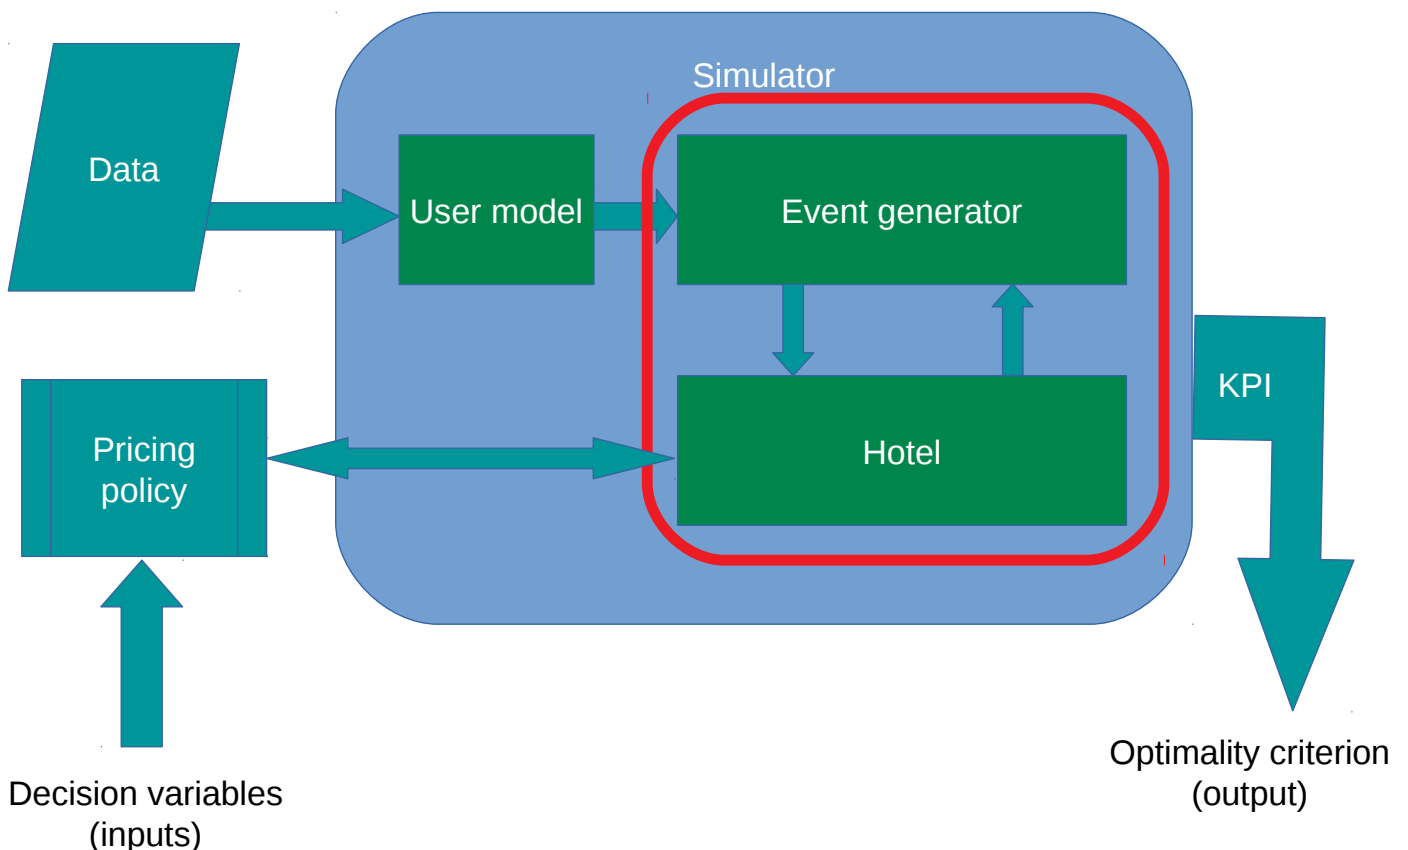 Simulator
Data
User model
Event generator
KPI
Pricing
policy
Hotel
Optimality criterion
(output)
Decision variables
(inputs)